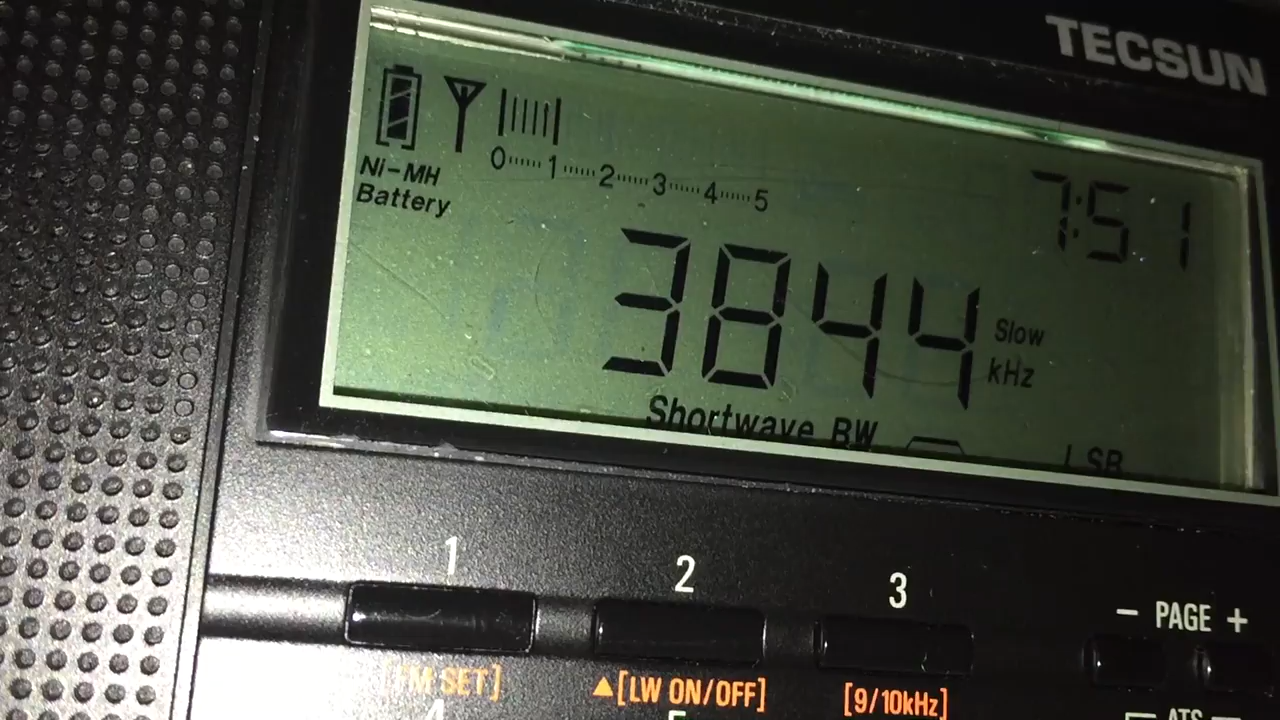 TECSUN
Ni-MH
Battery
0 1 2 3 4 5
7:51
3844
Slow
kHz
Shortwave BW
LSB
1 2 3
- PAGE +
[FM SET] ▲[LW ON/OFF] [9/10kHz]
ATS